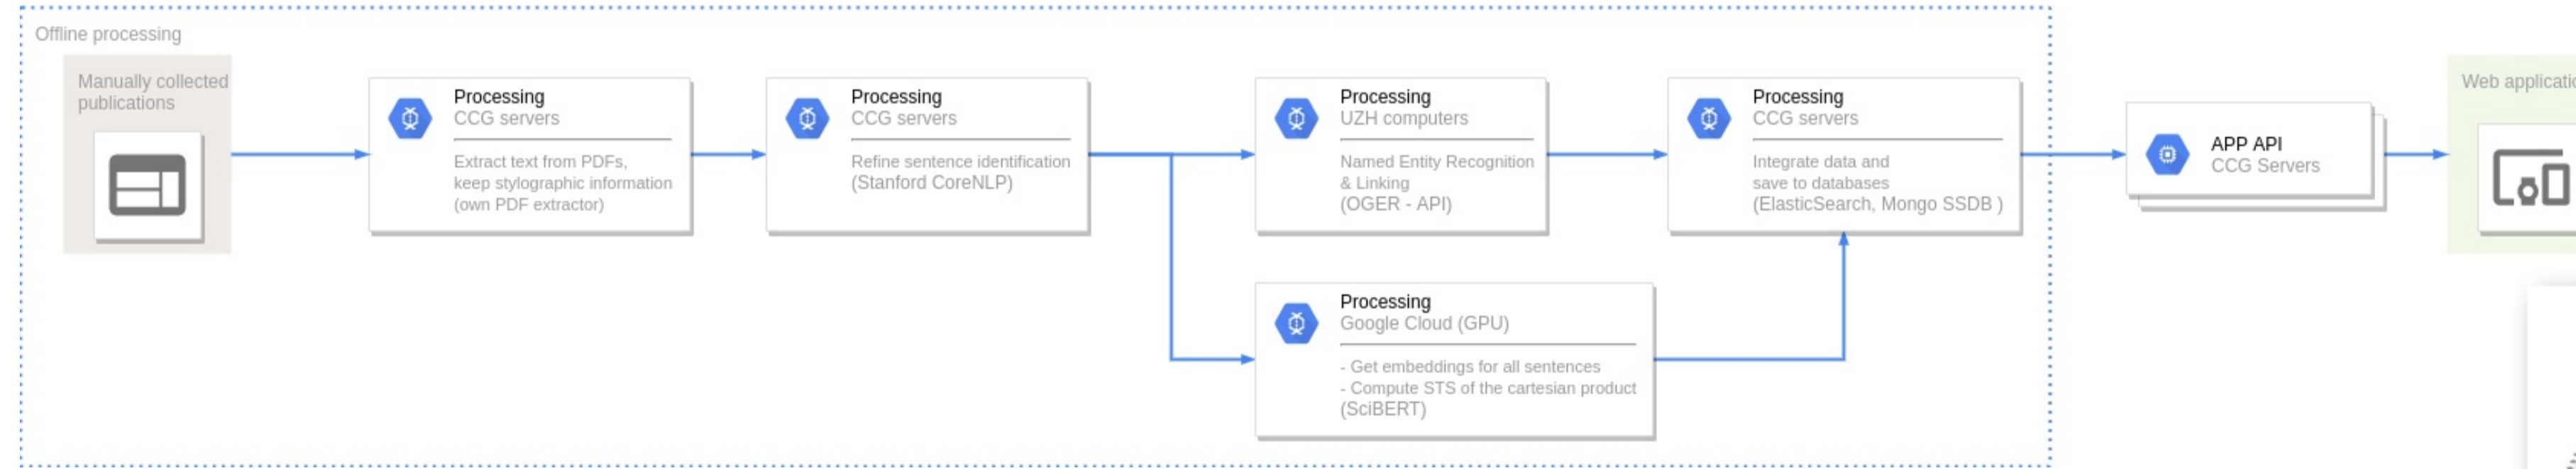 Offline processing
Manually collected
publications
Processing
CCG servers
Extract text from PDFs,
keep stylographic information
(own PDF extractor)
Processing
CCG servers
Refine sentence identification
(Stanford CoreNLP)
Processing
UZH computers
Named Entity Recognition
& Linking
(OGER - API)
Processing
CCG servers
Integrate data and
save to databases
(ElasticSearch, Mongo SSDB )
Processing
Google Cloud (GPU)
- Get embeddings for all sentences
- Compute STS of the cartesian product
(SciBERT)
APP API
CCG Servers
Web